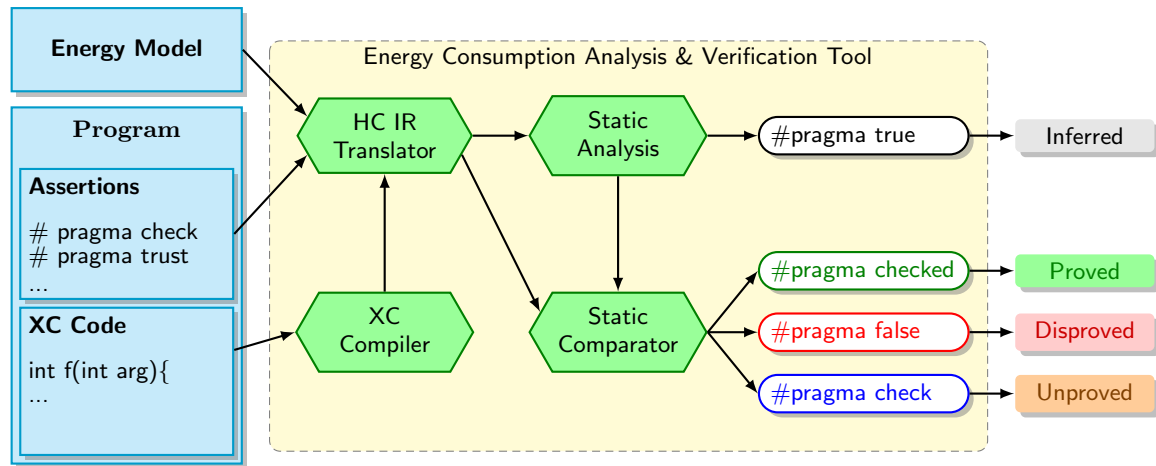 Energy Model
Program
Assertions
# pragma check
# pragma trust
...
XC Code
int f(int arg){
...
Energy Consumption Analysis & Verification Tool
HC IR
Translator
Static
Analysis
#pragma true
Inferred
XC
Compiler
Static
Comparator
#pragma checked
Proved
#pragma false
Disproved
#pragma check
Unproved